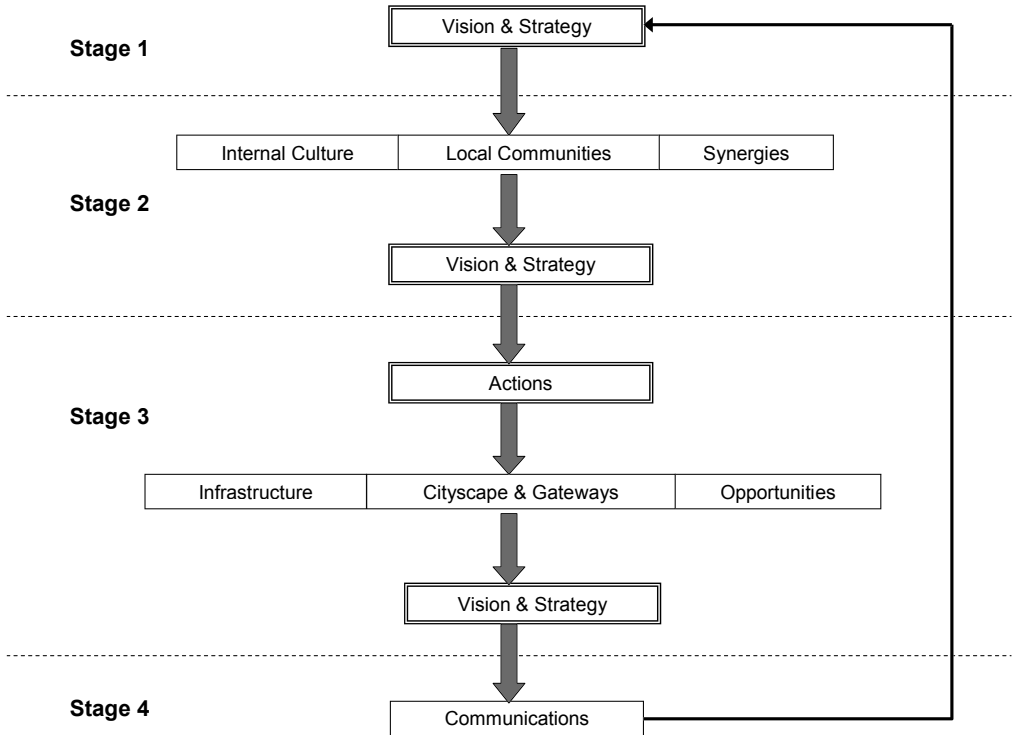 Vision & Strategy
Stage 1
Internal Culture
Local Communities
Synergies
Stage 2
Vision & Strategy
Actions
Stage 3
Infrastructure
Cityscape & Gateways
Opportunities
Vision & Strategy
Stage 4
Communications